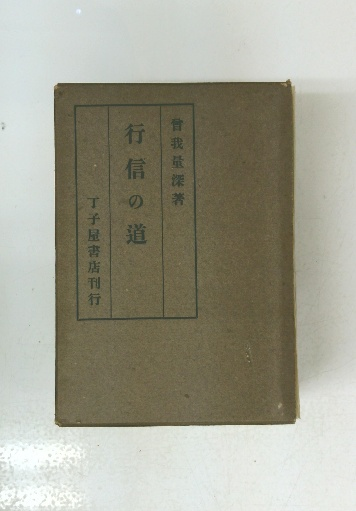 曾我量深著
行信の道
丁子屋書店刊行